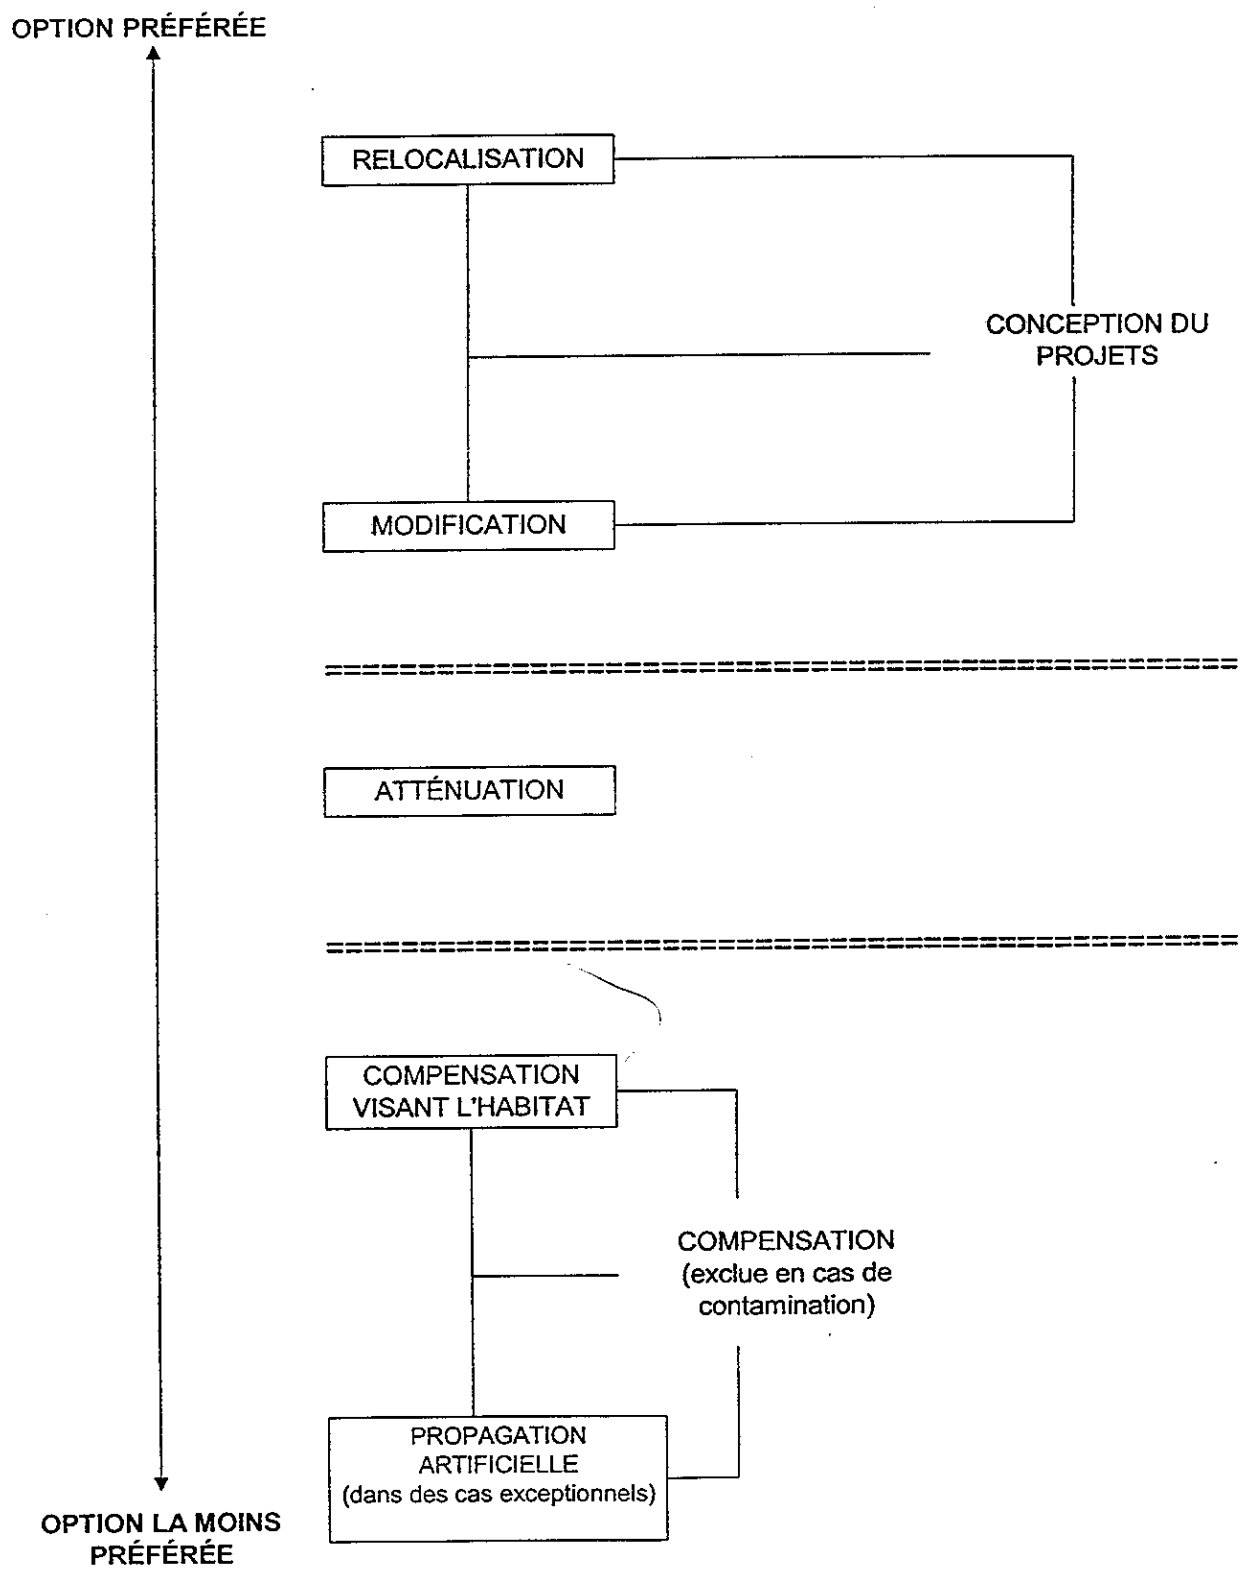 OPTION PRÉFÉRÉE
RELOCALISATION
CONCEPTION DU
PROJETS
MODIFICATION
ATTÉNUATION
COMPENSATION
VISANT L'HABITAT
COMPENSATION
(exclue en cas de
contamination)
PROPAGATION
ARTIFICIELLE
(dans des cas exceptionnels)
OPTION LA MOINS
PRÉFÉRÉE